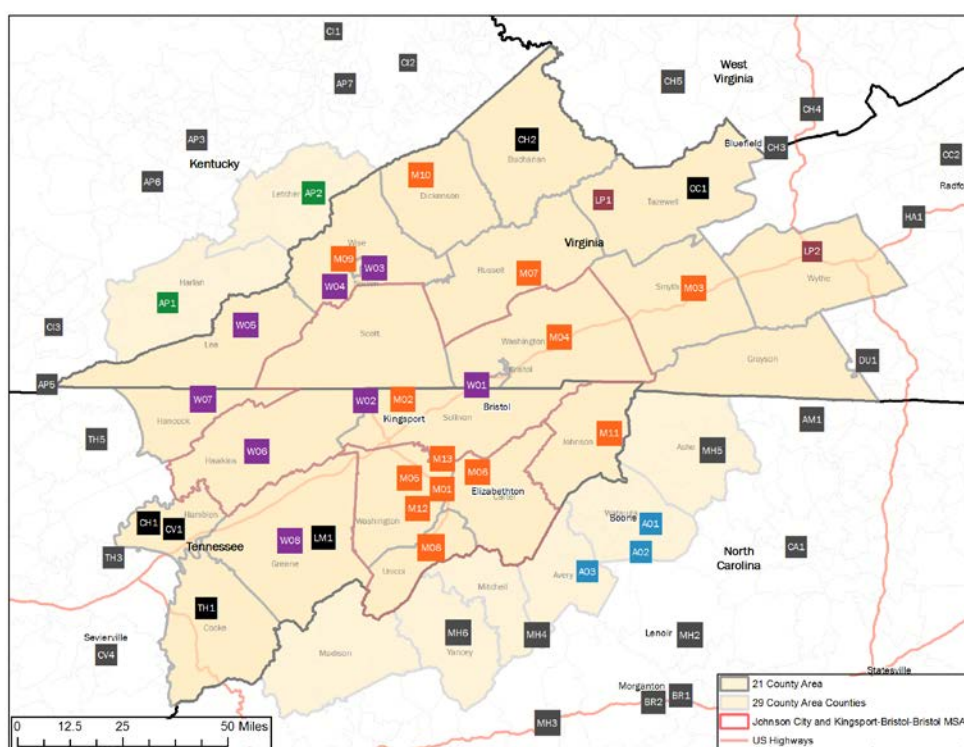 CI1
CI2
West
Virginia
AP7
CH5
CH4
AP3
CH2
Bluefield
CH3
Buchanan
CC2
Kentucky
M10
AP6
Letcher
AP2
Dickenson
CC1
Radfo
LP1
Tazewell
HA1
Wise
Virginia
LP2
M09
W03
Russell
M07
Harlan
W04
Smyth
M03
Wythe
AP1
CI3
W05
Scott
Washington
M04
Lee
Grayson
DU1
Bristol
AP5
W01
W07
W02
M02
Bristol
Hancock
Kingsport
Sullivan
AM1
TH5
Johnson
M11
Ashe
MH5
W06
M13
Hawkins
M06
M01
Elizabethton
Carter
CH1
CV1
Hamblen
M12
Washington
Watauga
Boone
A01
Tennessee
W08
LM1
TH3
M08
A02
North
Carolina
CA1
Greene
Unicoi
Avery
A03
Mitchell
TH1
Cocke
Sevierville
CV4
Madison
MH6
Yancey
MH4
Lenoir
MH2
Statesville
Morganton
BR2
BR1
MH3
21 County Area
29 County Area Counties
Johnson City and Kingsport-Bristol-Bristol MSA
US Highways
0 12.5 25 50 Miles